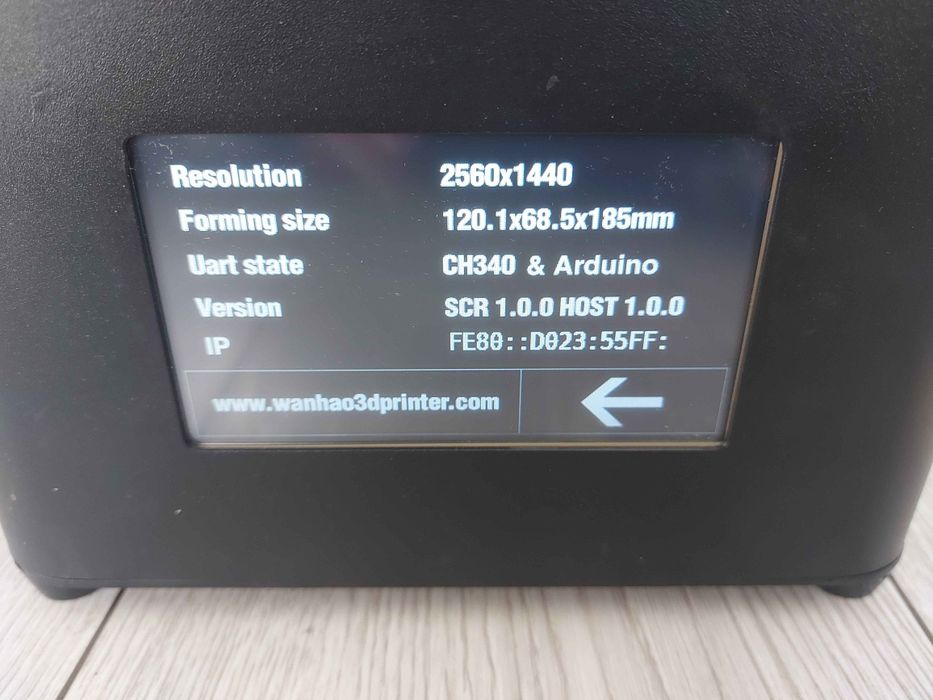 Resolution 2560x1440
Forming size 120.1x68.5x185mm
Uart state CH340 & Arduino
Version SCR 1.0.0 HOST 1.0.0
IP FE80::D023:55FF:
www.wanhao3dprinter.com